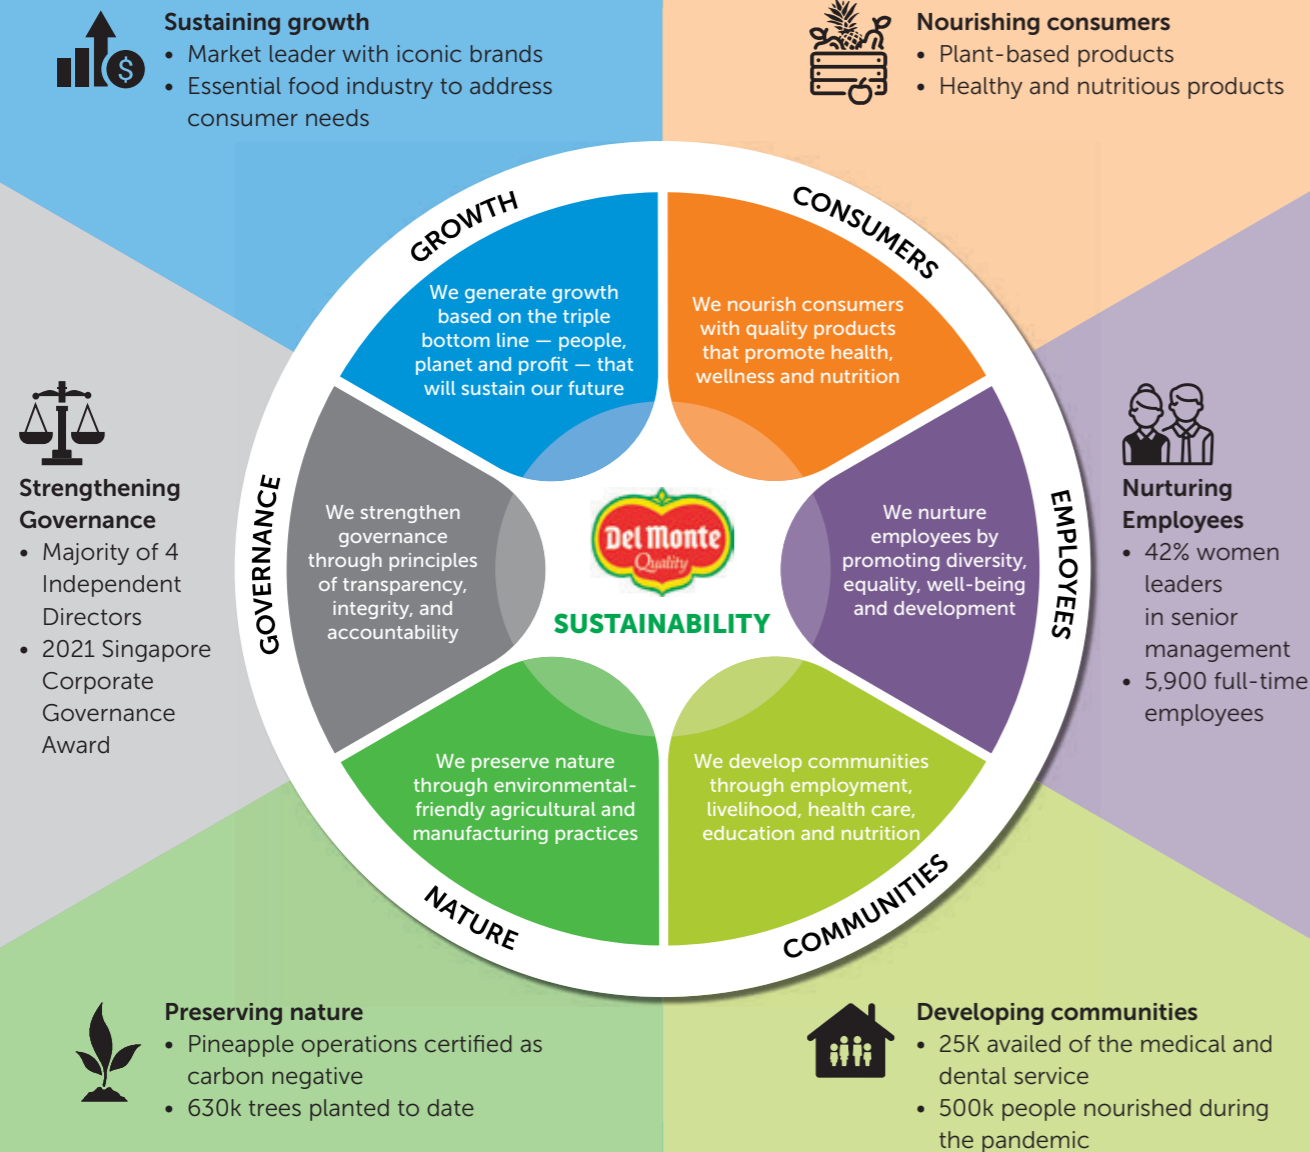 Sustaining growth
• Market leader with iconic brands
• Essential food industry to address
consumer needs
$
Nourishing consumers
• Plant-based products
• Healthy and nutritious products
GROWTH
We generate growth
based on the triple
bottom line — people,
planet and profit — that
will sustain our future
CONSUMERS
We nourish consumers
with quality products
that promote health,
wellness and nutrition
Strengthening
Governance
• Majority of 4
Independent
Directors
• 2021 Singapore
Corporate
Governance
Award
GOVERNANCE
We strengthen
governance
through principles
of transparency,
integrity, and
accountability
Del Monte
Quality
SUSTAINABILITY
We nurture
employees by
promoting diversity,
equality, well-being
and development
EMPLOYEES
Nurturing
Employees
• 42% women
leaders
in senior
management
• 5,900 full-time
employees
We preserve nature
through environmental-
friendly agricultural and
manufacturing practices
NATURE
We develop communities
through employment,
livelihood, health care,
education and nutrition
COMMUNITIES
Preserving nature
• Pineapple operations certified as
carbon negative
• 630k trees planted to date
Developing communities
• 25K availed of the medical and
dental service
• 500k people nourished during
the pandemic